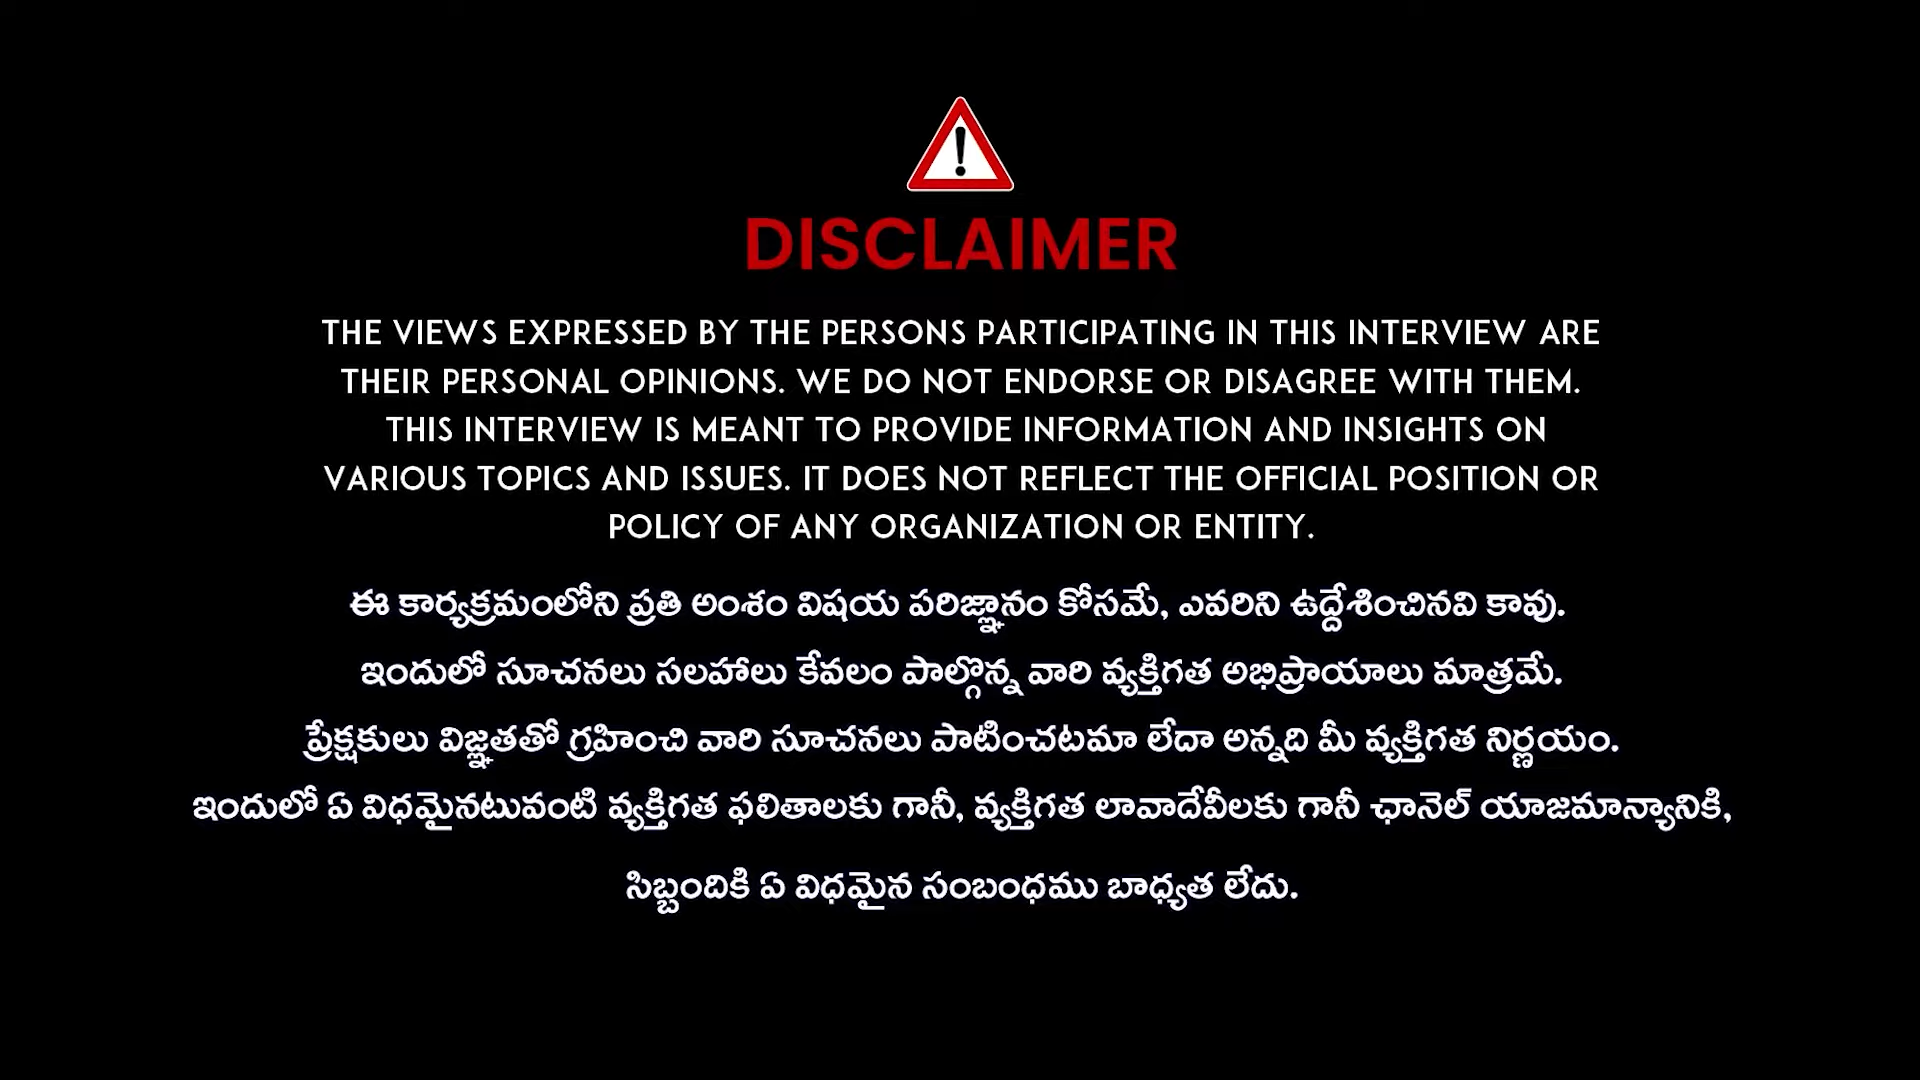 DISCLAIMER
THE VIEWS EXPRESSED BY THE PERSONS PARTICIPATING IN THIS INTERVIEW ARE
THEIR PERSONAL OPINIONS. WE DO NOT ENDORSE OR DISAGREE WITH THEM.
THIS INTERVIEW IS MEANT TO PROVIDE INFORMATION AND INSIGHTS ON
VARIOUS TOPICS AND ISSUES. IT DOES NOT REFLECT THE OFFICIAL POSITION OR
POLICY OF ANY ORGANIZATION OR ENTITY.
ఈ కార్యక్రమంలోని ప్రతి అంశం విషయ పరిజ్ఞానం కోసమే, ఎవరిని ఉద్దేశించినవి కావు.
ఇందులో సూచనలు సలహాలు కేవలం పాల్గొన్న వారి వ్యక్తిగత అభిప్రాయాలు మాత్రమే.
ప్రేక్షకులు విజ్ఞతతో గ్రహించి వారి సూచనలు పాటించటమా లేదా అన్నది మీ వ్యక్తిగత నిర్ణయం.
ఇందులో ఏ విధమైనటువంటి వ్యక్తిగత ఫలితాలకు గానీ, వ్యక్తిగత లావాదేవీలకు గానీ ఛానెల్ యాజమాన్యానికి,
సిబ్బందికి ఏ విధమైన సంబంధము బాధ్యత లేదు.